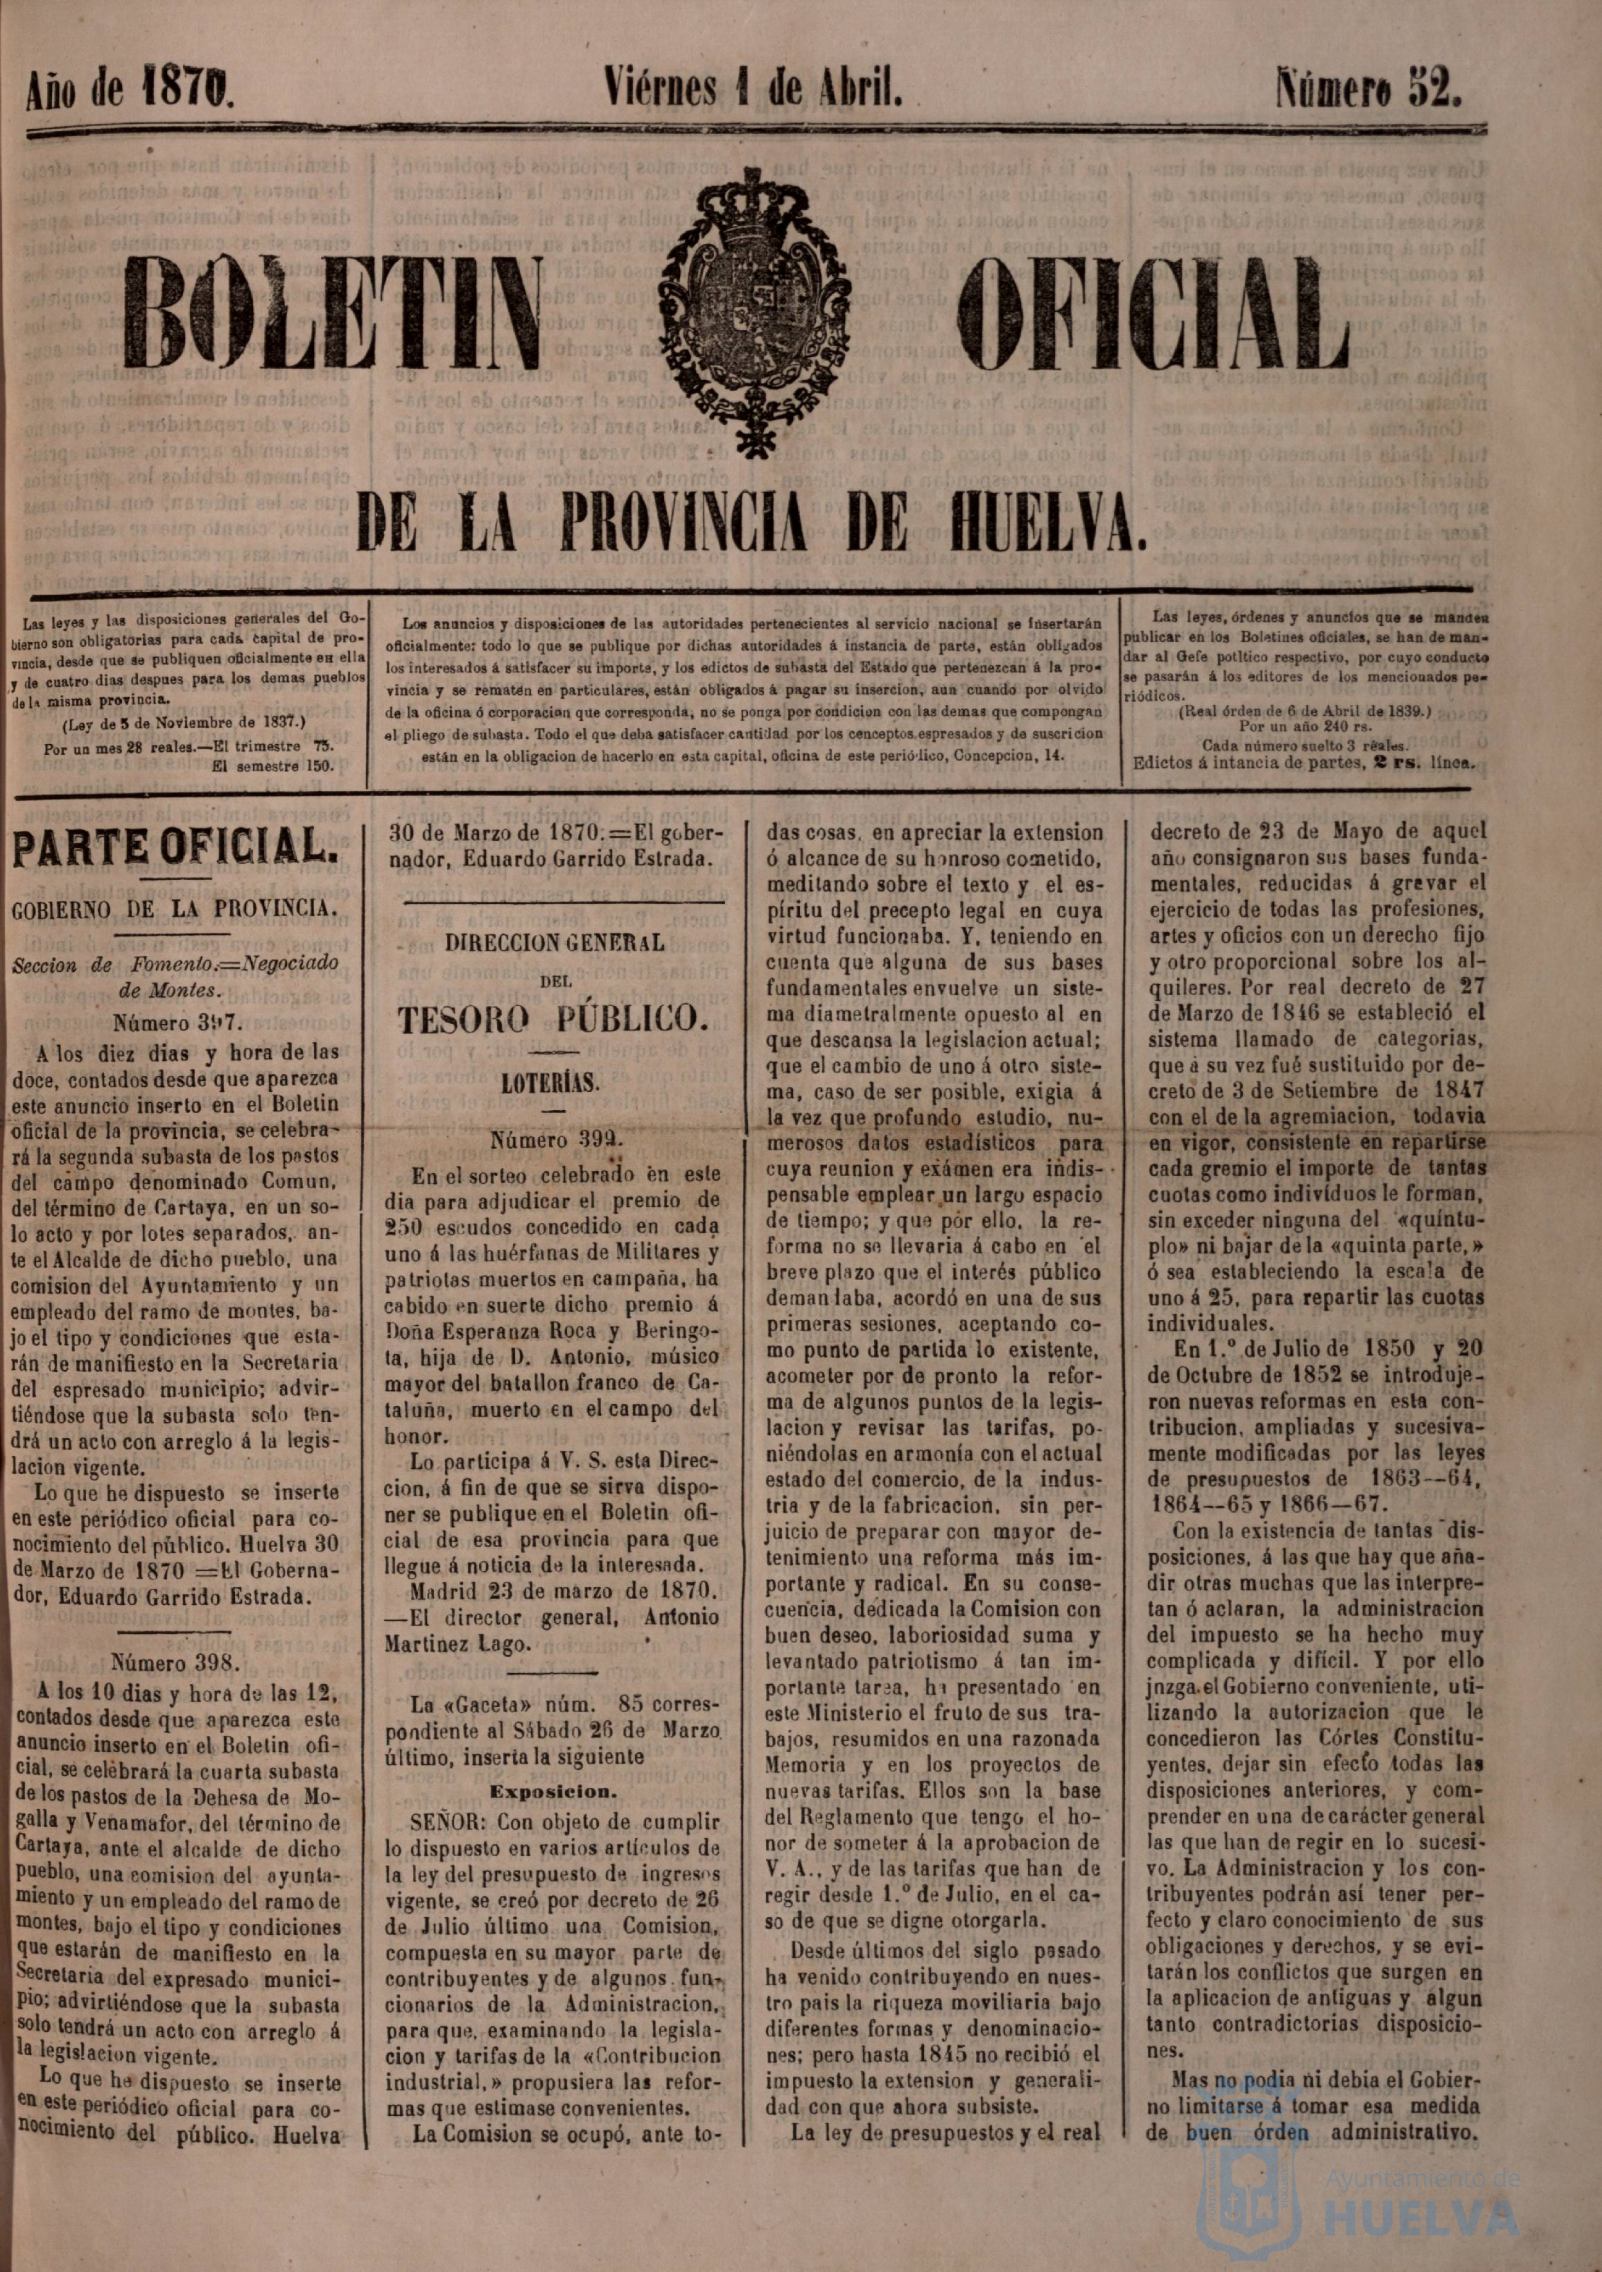 Año de 1870.
Viérnes 1 de Abril.
Número 52.
BOLETIN OFICIAL
DE LA PROVINCIA DE HUELVA.
Las leyes y las disposiciones generales del Go-
bierno son obligatorias para cada capital de pro-
vincia, desde que se publiquen oficialmente en ella
y de cuatro dias despues para los demas pueblos
de la misma provincia.
(Ley de 3 de Noviembre de 1837.)
Por un mes 28 reales.—El trimestre 75.
El semestre 150.
Los anuncios y disposiciones de las autoridades pertenecientes al servicio nacional se insertarán
oficialmente: todo lo que se publique por dichas autoridades á instancia de parte, están obligados
los interesados á satisfacer su importe, y los edictos de subasta del Estado que pertenezcan á la pro-
vincia y se rematen en particulares, están obligados á pagar su insercion, aun cuando por olvido
de la oficina ó corporacion que corresponda, no se ponga por condicion con las demas que compongan
el pliego de subasta. Todo el que deba satisfacer cantidad por los conceptos espresados y de suscricion
están en la obligacion de hacerlo en esta capital, oficina de este periódico, Concepcion, 14.
Las leyes, órdenes y anuncios que se manden
publicar en los Boletines oficiales, se han de man-
dar al Gefe político respectivo, por cuyo conducto
se pasarán á los editores de los mencionados pe-
riódicos.
(Real órden de 6 de Abril de 1839.)
Por un año 240 rs.
Cada número suelto 3 reales.
Edictos á intancia de partes, 2 rs. línea.
PARTE OFICIAL.
GOBIERNO DE LA PROVINCIA.
Seccion de Fomento.=Negociado
de Montes.
Número 397.
A los diez dias y hora de las
doce, contados desde que aparezca
este anuncio inserto en el Boletin
oficial de la provincia, se celebra-
rá la segunda subasta de los pastos
del campo denominado Comun,
del término de Cartaya, en un so-
lo acto y por lotes separados, an-
te el Alcalde de dicho pueblo, una
comision del Ayuntamiento y un
empleado del ramo de montes, ba-
jo el tipo y condiciones que esta-
rán de manifiesto en la Secretaria
del espresado municipio; advir-
tiéndose que la subasta solo ten-
drá un acto con arreglo á la legis-
lacion vigente.
Lo que he dispuesto se inserte
en este periódico oficial para co-
nocimiento del público. Huelva 30
de Marzo de 1870 =El Goberna-
dor, Eduardo Garrido Estrada.
Número 398.
A los 10 dias y hora de las 12,
contados desde que aparezca este
anuncio inserto en el Boletin ofi-
cial, se celebrará la cuarta subasta
de los pastos de la Dehesa de Mo-
galla y Venamafor, del término de
Cartaya, ante el alcalde de dicho
pueblo, una comision del ayunta-
miento y un empleado del ramo de
montes, bajo el tipo y condiciones
que estarán de manifiesto en la
Secretaria del expresado munici-
pio; advirtiéndose que la subasta
solo tendrá un acto con arreglo á
la legislacion vigente.
Lo que he dispuesto se inserte
en este periódico oficial para co-
nocimiento del público. Huelva
30 de Marzo de 1870.=El gober-
nador, Eduardo Garrido Estrada.
DIRECCION GENERAL
DEL
TESORO PÚBLICO.
LOTERÍAS.
Número 399.
En el sorteo celebrado en este
dia para adjudicar el premio de
250 escudos concedido en cada
uno á las huérfanas de Militares y
patriotas muertos en campaña, ha
cabido en suerte dicho premio á
Doña Esperanza Roca y Beringo-
la, hija de D. Antonio, músico
mayor del batallon franco de Ca-
taluña, muerto en el campo del
honor.
Lo participa á V. S. esta Direc-
cion, á fin de que se sirva dispo-
ner se publique en el Boletin ofi-
cial de esa provincia para que
llegue á noticia de la interesada.
Madrid 23 de marzo de 1870.
—El director general, Antonio
Martinez Lago.
La «Gaceta» núm. 85 corres-
pondiente al Sábado 26 de Marzo
último, inserta la siguiente
Exposicion.
SEÑOR: Con objeto de cumplir
lo dispuesto en varios artículos de
la ley del presupuesto de ingresos
vigente, se creó por decreto de 26
de Julio último una Comision,
compuesta en su mayor parte de
contribuyentes y de algunos fun-
cionarios de la Administracion,
para que, examinando la legisla-
cion y tarifas de la «Contribucion
industrial,» propusiera las refor-
mas que estimase convenientes.
La Comision se ocupó, ante to-
das cosas, en apreciar la extension
ó alcance de su honroso cometido,
meditando sobre el texto y el es-
píritu del precepto legal en cuya
virtud funcionaba. Y, teniendo en
cuenta que alguna de sus bases
fundamentales envuelve un siste-
ma diametralmente opuesto al en
que descansa la legislacion actual;
que el cambio de uno á otro siste-
ma, caso de ser posible, exigia á
la vez que profundo estudio, nu-
merosos datos estadísticos para
cuya reunion y exámen era indis-
pensable emplear un largo espacio
de tiempo; y que por ello, la re-
forma no se llevaria á cabo en el
breve plazo que el interés público
demandaba, acordó en una de sus
primeras sesiones, aceptando co-
mo punto de partida lo existente,
acometer por de pronto la refor-
ma de algunos puntos de la legis-
lacion y revisar las tarifas, po-
niéndolas en armonía con el actual
estado del comercio, de la indus-
tria y de la fabricacion, sin per-
juicio de preparar con mayor de-
tenimiento una reforma más im-
portante y radical. En su conse-
cuencia, dedicada la Comision con
buen deseo, laboriosidad suma y
levantado patriotismo á tan im-
portante tarea, ha presentado en
este Ministerio el fruto de sus tra-
bajos, resumidos en una razonada
Memoria y en los proyectos de
nuevas tarifas. Ellos son la base
del Reglamento que tengo el ho-
nor de someter á la aprobacion de
V. A., y de las tarifas que han de
regir desde 1.º de Julio, en el ca-
so de que se digne otorgarla.
Desde últimos del siglo pasado
ha venido contribuyendo en nues-
tro pais la riqueza moviliaria bajo
diferentes formas y denominacio-
nes; pero hasta 1845 no recibió el
impuesto la extension y generali-
dad con que ahora subsiste.
La ley de presupuestos y el real
decreto de 23 de Mayo de aquel
año consignaron sus bases funda-
mentales, reducidas á grevar el
ejercicio de todas las profesiones,
artes y oficios con un derecho fijo
y otro proporcional sobre los al-
quileres. Por real decreto de 27
de Marzo de 1846 se estableció el
sistema llamado de categorias,
que á su vez fué sustituido por de-
creto de 3 de Setiembre de 1847
con el de la agremiacion, todavia
en vigor, consistente en repartirse
cada gremio el importe de tantas
cuotas como indivíduos le forman,
sin exceder ninguna del «quíntu-
plo» ni bajar de la «quinta parte,»
ó sea estableciendo la escala de
uno á 25, para repartir las cuotas
individuales.
En 1.º de Julio de 1850 y 20
de Octubre de 1852 se introduje-
ron nuevas reformas en esta con-
tribucion, ampliadas y sucesiva-
mente modificadas por las leyes
de presupuestos de 1863--64,
1864--65 y 1866—67.
Con la existencia de tantas dis-
posiciones, á las que hay que aña-
dir otras muchas que las interpre-
tan ó aclaran, la administracion
del impuesto se ha hecho muy
complicada y difícil. Y por ello
jnzga el Gobierno conveniente, uti-
lizando la autorizacion que le
concedieron las Córtes Constitu-
yentes, dejar sin efecto todas las
disposiciones anteriores, y com-
prender en una de carácter general
las que han de regir en lo sucesi-
vo. La Administracion y los con-
tribuyentes podrán así tener per-
fecto y claro conocimiento de sus
obligaciones y derechos, y se evi-
tarán los conflictos que surgen en
la aplicacion de antiguas y algun
tanto contradictorias disposicio-
nes.
Mas no podia ni debia el Gobier-
no limitarse á tomar esa medida
de buen órden administrativo.
Ayuntamiento de
HUELVA